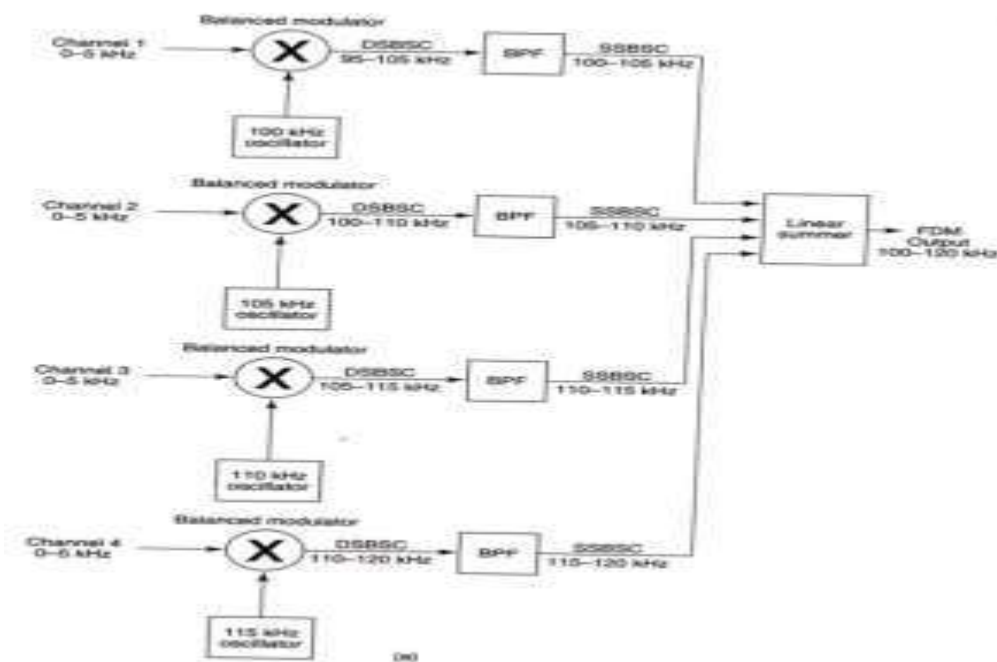 Balanced modulator
Channel 1
0–5 kHz
X
DSBSC
95–105 kHz
BPF
SSBSC
100–105 kHz
100 kHz
oscillator
Balanced modulator
Channel 2
0–5 kHz
X
DSBSC
100–110 kHz
BPF
SSBSC
105–110 kHz
105 kHz
oscillator
Linear
summer
FDM
Output
100–120 kHz
Balanced modulator
Channel 3
0–5 kHz
X
DSBSC
105–115 kHz
BPF
SSBSC
110–115 kHz
110 kHz
oscillator
Balanced modulator
Channel 4
0–5 kHz
X
DSBSC
110–120 kHz
BPF
SSBSC
115–120 kHz
115 kHz
oscillator